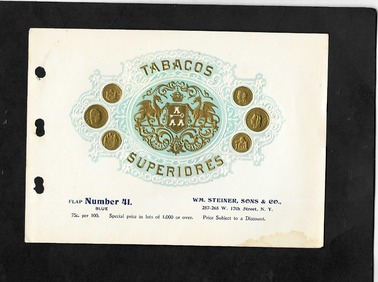 TABACOS
SUPERIORES
FLAP Number 41.
BLUE
75c. per 100. Special price in lots of 1,000 or over. Price Subject to a Discount.
WM. STEINER, SONS & CO.,
257-265 W. 17th Street, N. Y.